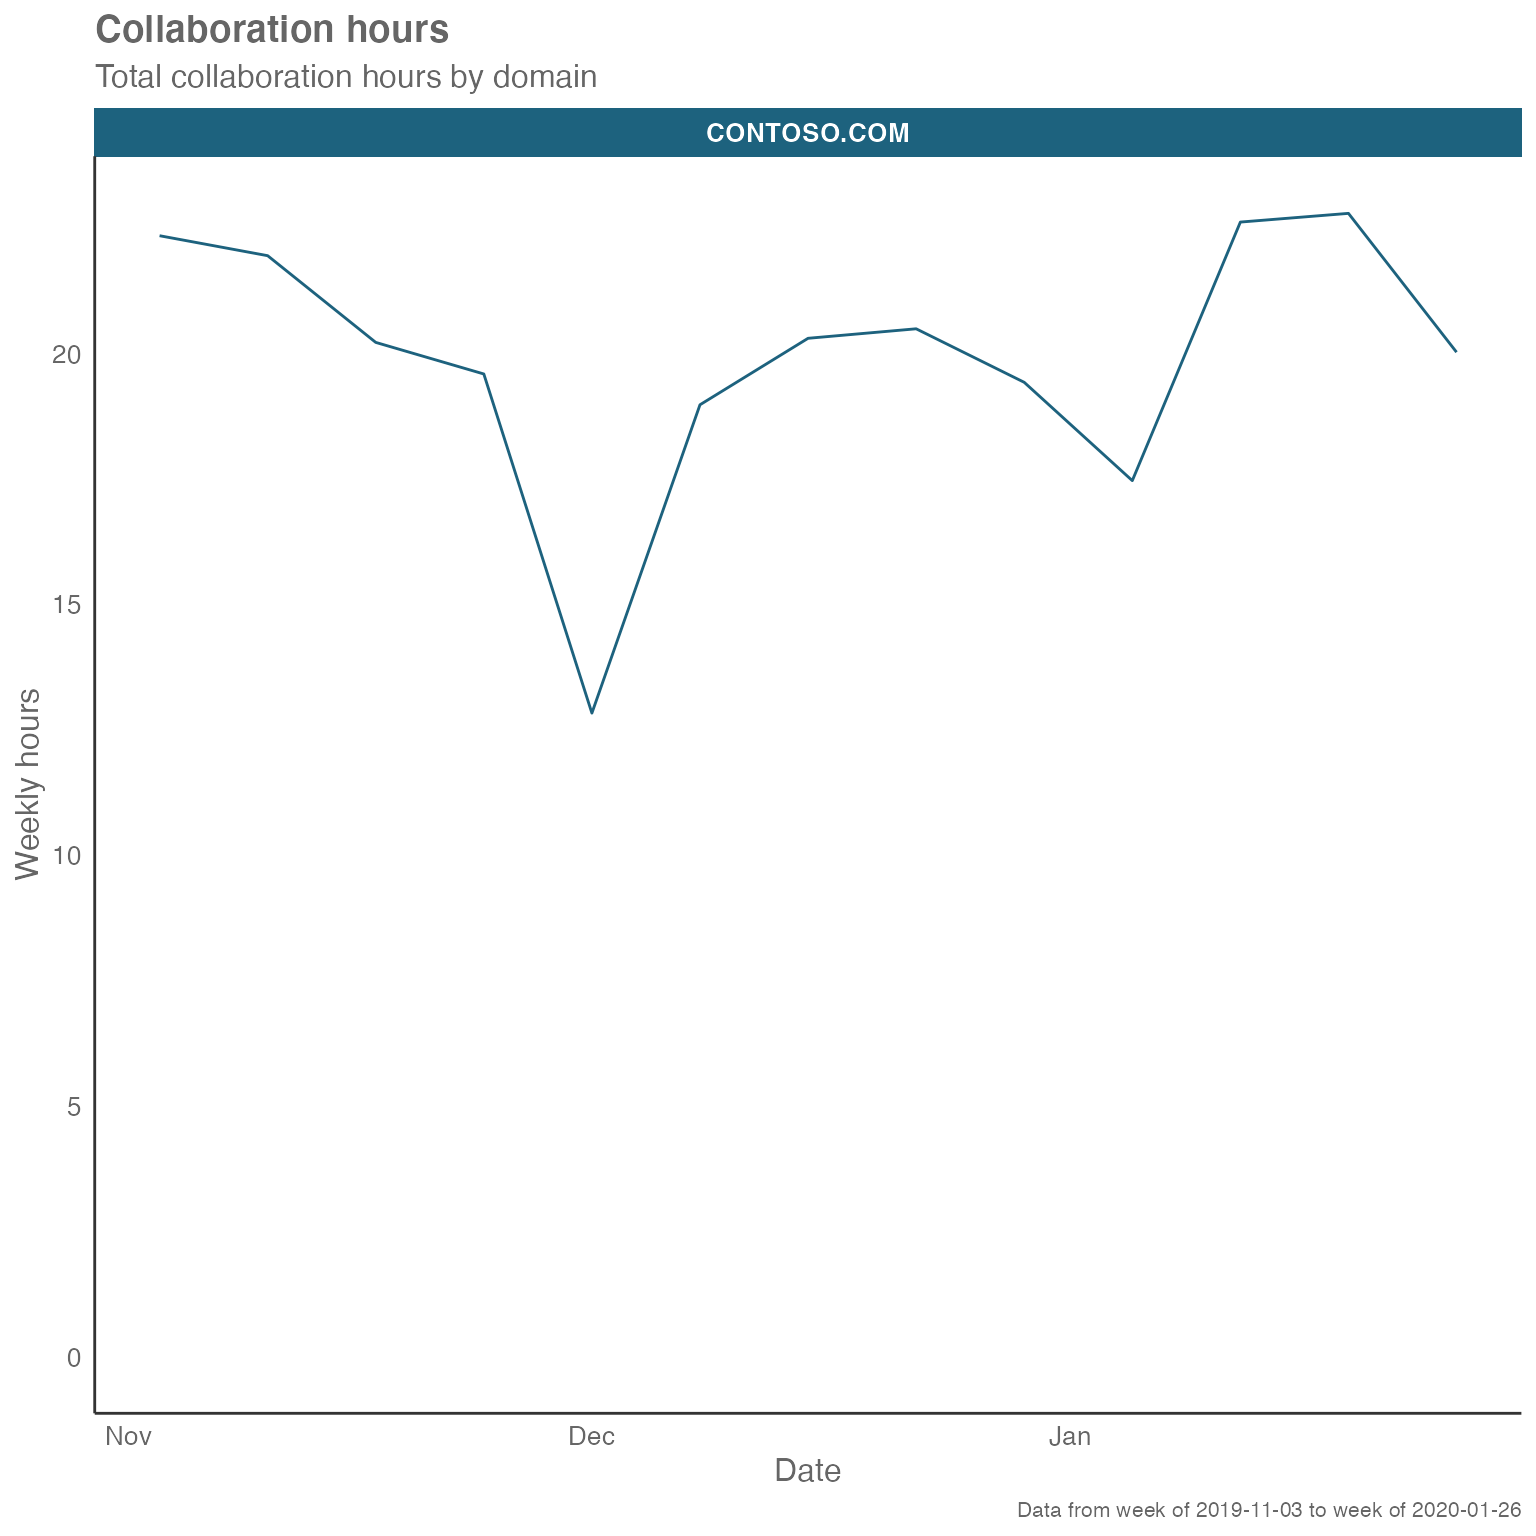 Collaboration hours
Total collaboration hours by domain
CONTOSO.COM
20
15
10
5
0
Weekly hours
Nov Dec Jan
Date
Data from week of 2019-11-03 to week of 2020-01-26